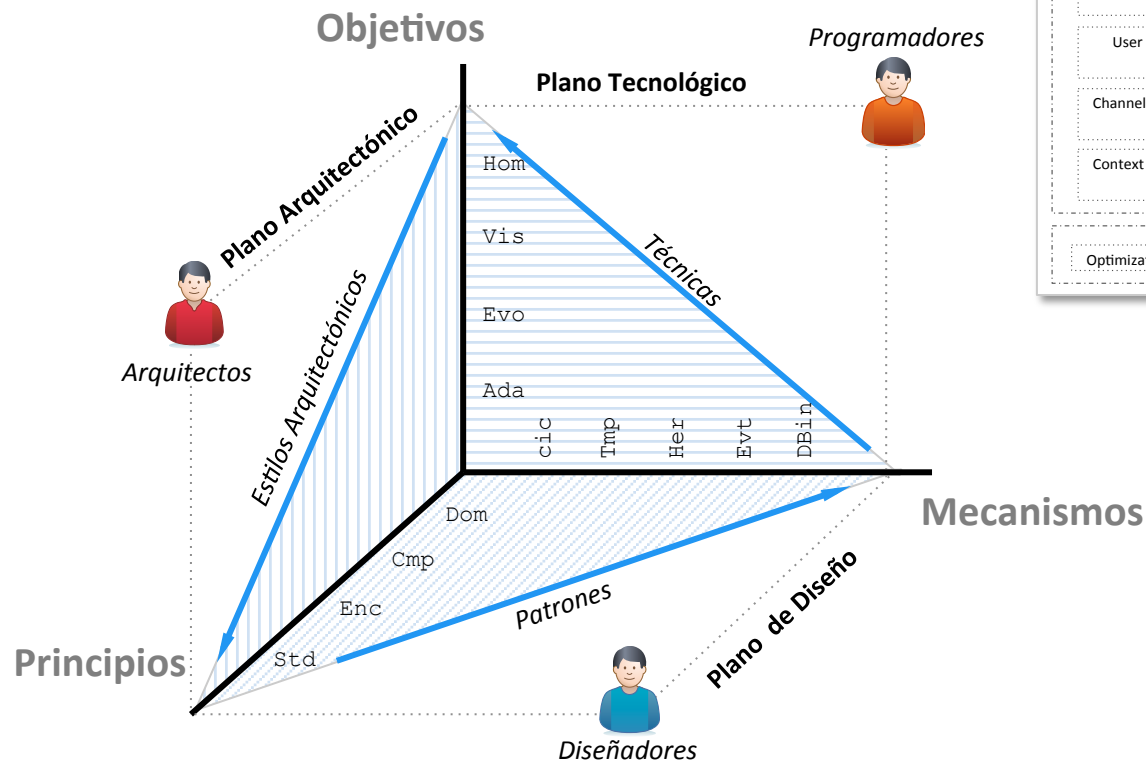 Objetivos
Programadores
Plano Tecnológico
Plano Arquitectónico
User
Channel
Context
Hom
Vis
Técnicas
Evo
Estilos Arquitectónicos
Arquitectos
Ada
cic
Tmp
Her
Evt
DBin
Dom
Mecanismos
Cmp
Enc
Patrones
Plano de Diseño
Principios
Std
Diseñadores